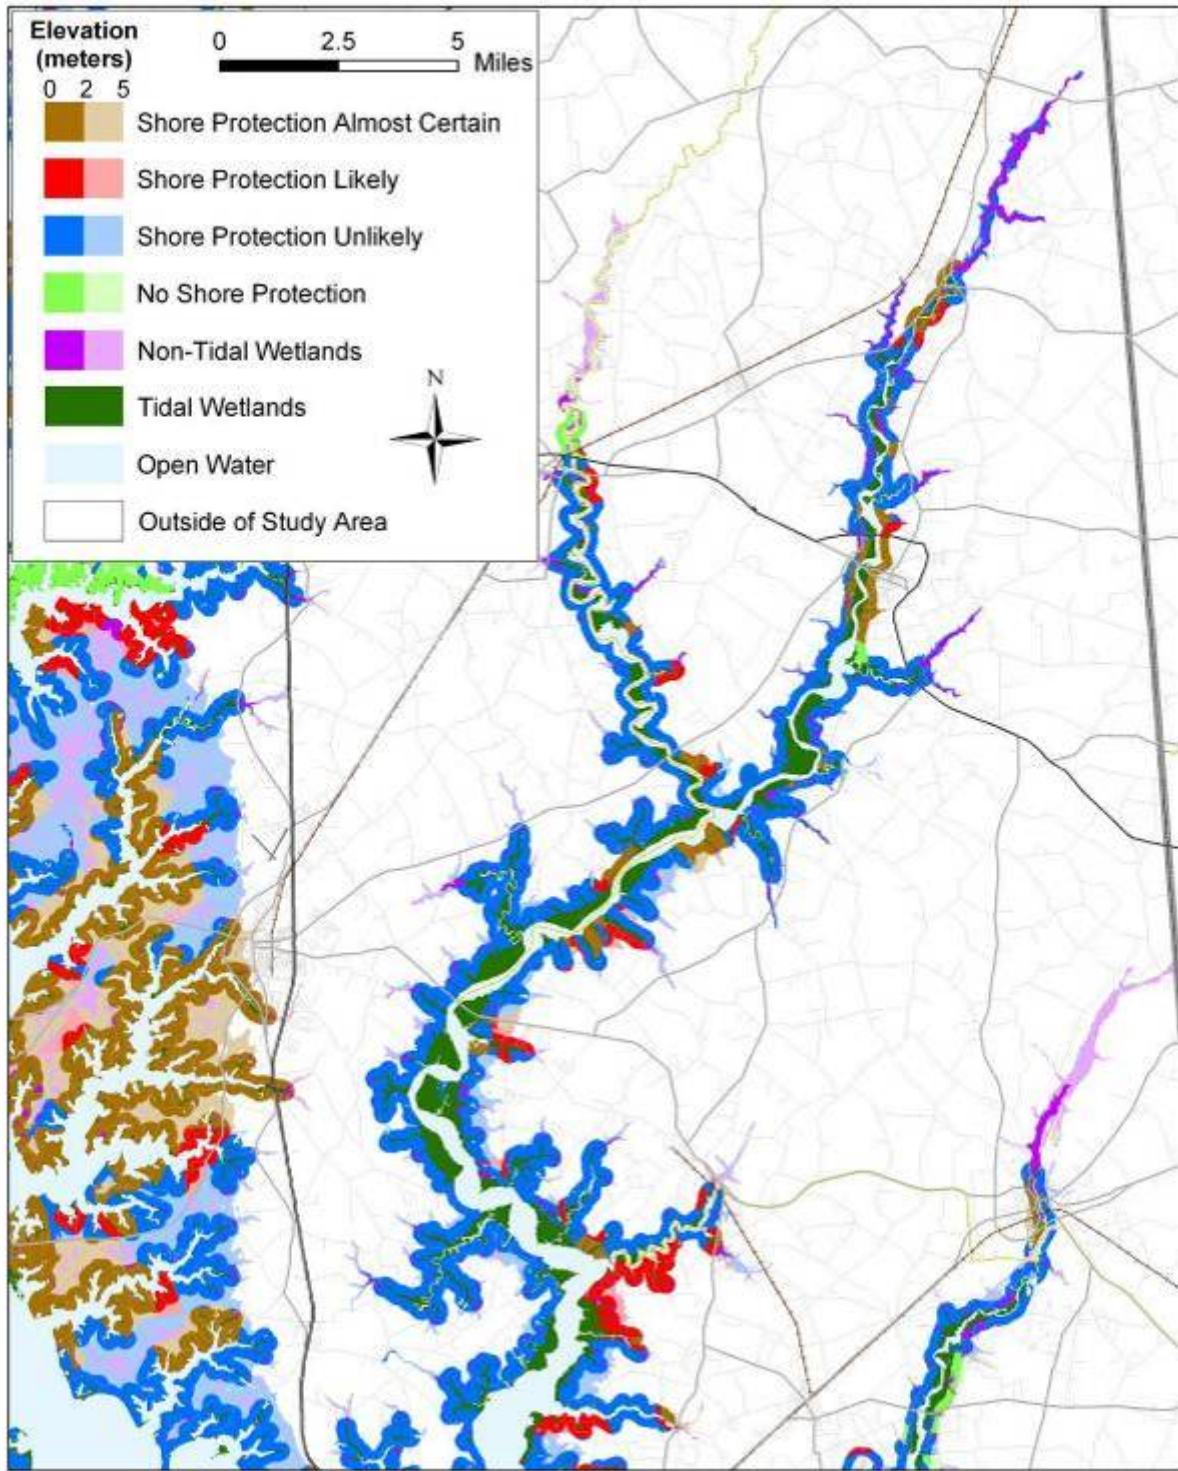 Elevation
(meters)
0 2 5
0 2.5 5
Miles
Shore Protection Almost Certain
Shore Protection Likely
Shore Protection Unlikely
No Shore Protection
Non-Tidal Wetlands
N
Tidal Wetlands
Open Water
Outside of Study Area